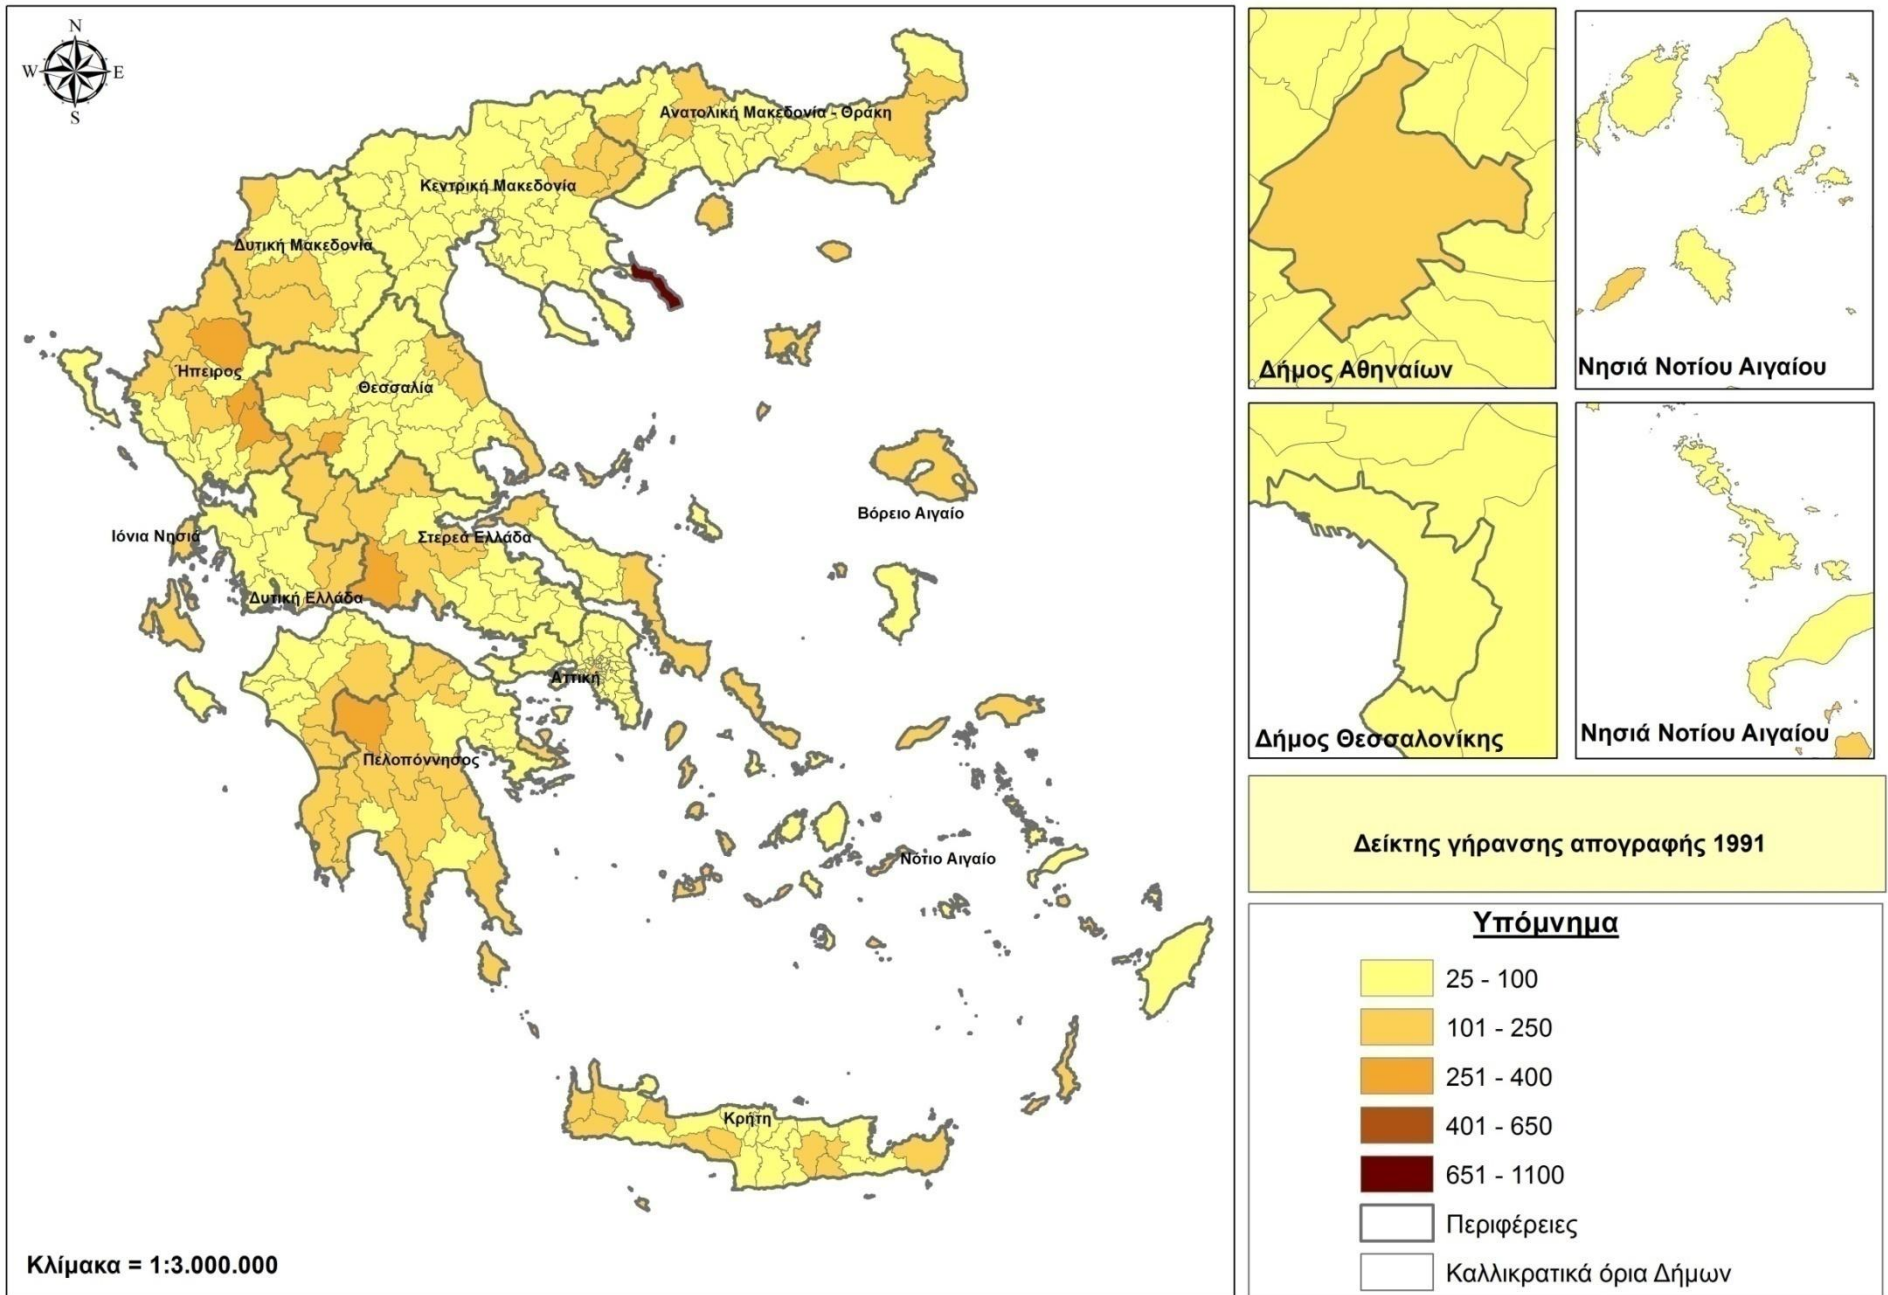 N
W E
S
Ανατολική Μακεδονία - Θράκη
Κεντρική Μακεδονία
Δυτική Μακεδονία
Ήπειρος
Θεσσαλία
Βόρειο Αιγαίο
Ιόνια Νησιά
Στερεά Ελλάδα
Δυτική Ελλάδα
Αττική
Πελοπόννησος
Νότιο Αιγαίο
Κρήτη
Κλίμακα = 1:3.000.000
Δήμος Αθηναίων
Νησιά Νοτίου Αιγαίου
Δήμος Θεσσαλονίκης
Νησιά Νοτίου Αιγαίου
Δείκτης γήρανσης απογραφής 1991
Υπόμνημα
25 - 100
101 - 250
251 - 400
401 - 650
651 - 1100
Περιφέρειες
Καλλικρατικά όρια Δήμων